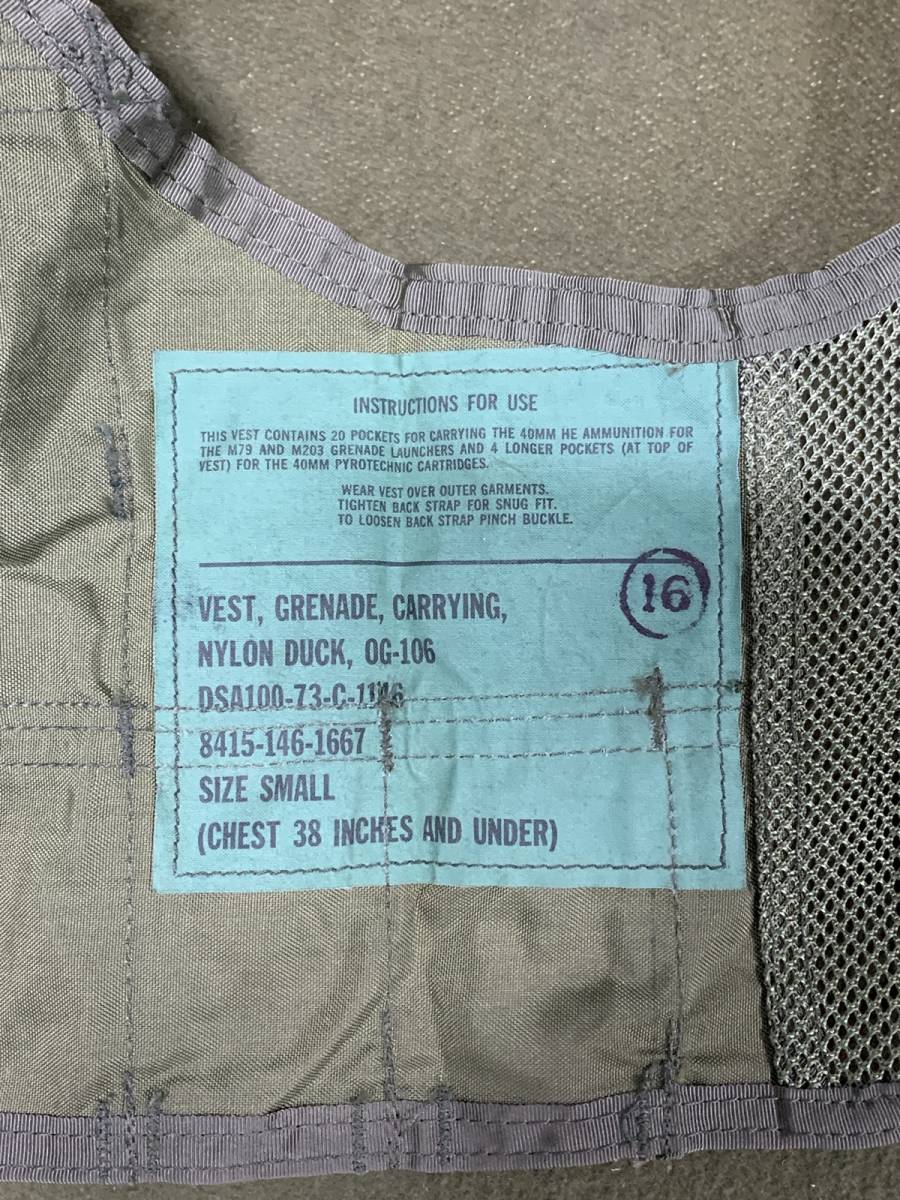 INSTRUCTIONS FOR USE
THIS VEST CONTAINS 20 POCKETS FOR CARRYING THE 40MM HE AMMUNITION FOR
THE M79 AND M203 GRENADE LAUNCHERS AND 4 LONGER POCKETS (AT TOP OF
VEST) FOR THE 40MM PYROTECHNIC CARTRIDGES.
WEAR VEST OVER OUTER GARMENTS.
TIGHTEN BACK STRAP FOR SNUG FIT.
TO LOOSEN BACK STRAP PINCH BUCKLE.
16
VEST, GRENADE, CARRYING,
NYLON DUCK, OG-106
8415-146-1667
SIZE SMALL
(CHEST 38 INCHES AND UNDER)